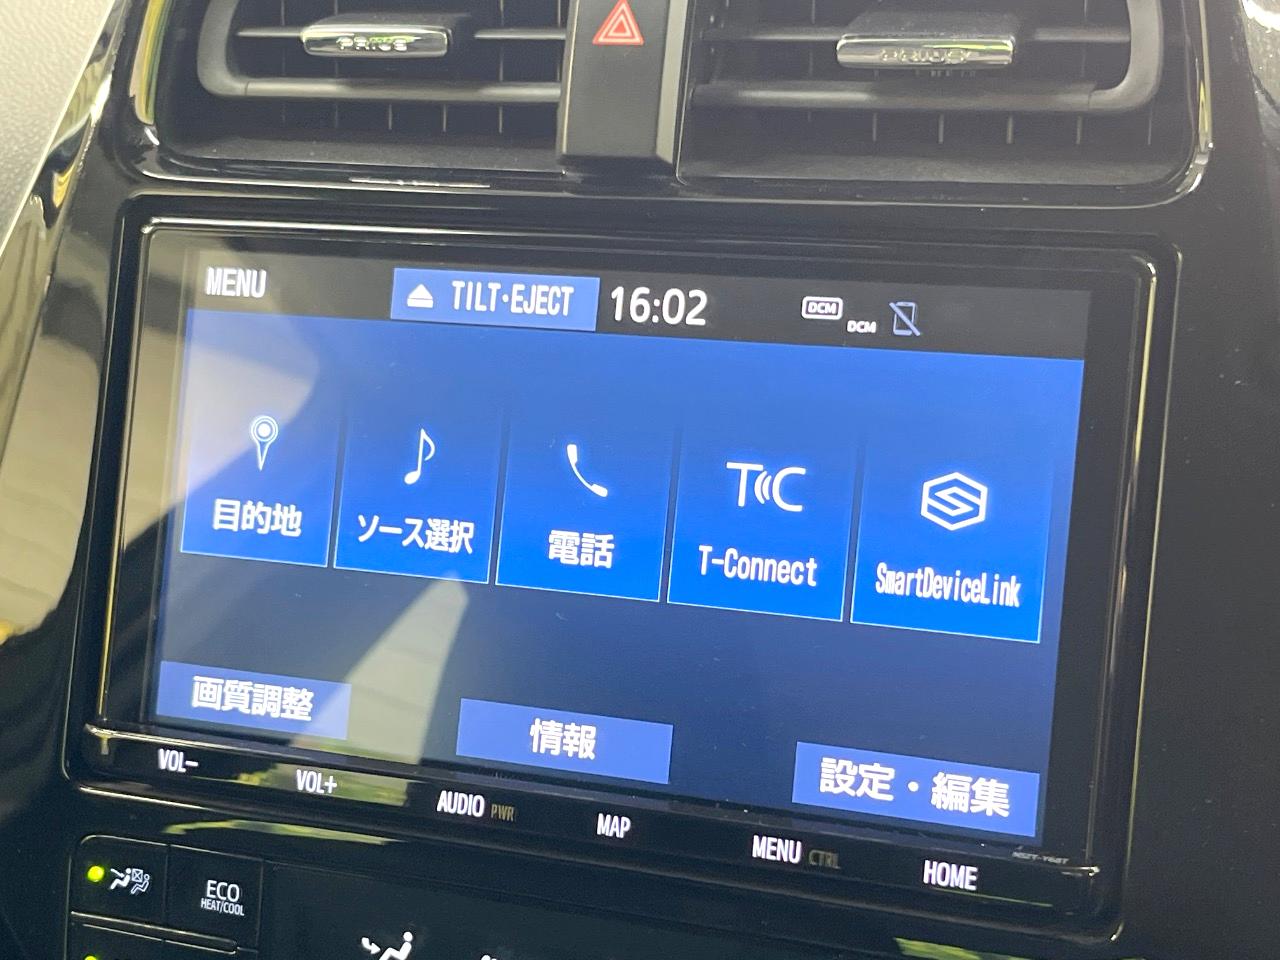 PRIUS
MENU
TILT・EJECT
16:02
DCM
DCM
目的地
ソース選択
電話
T C
T-Connect
SmartDeviceLink
画質調整
情報
設定・編集
VOL−
VOL+
AUDIO PWR
MAP
MENU CTRL
HOME
NSZT-Y68T
ECO
HEAT/COOL